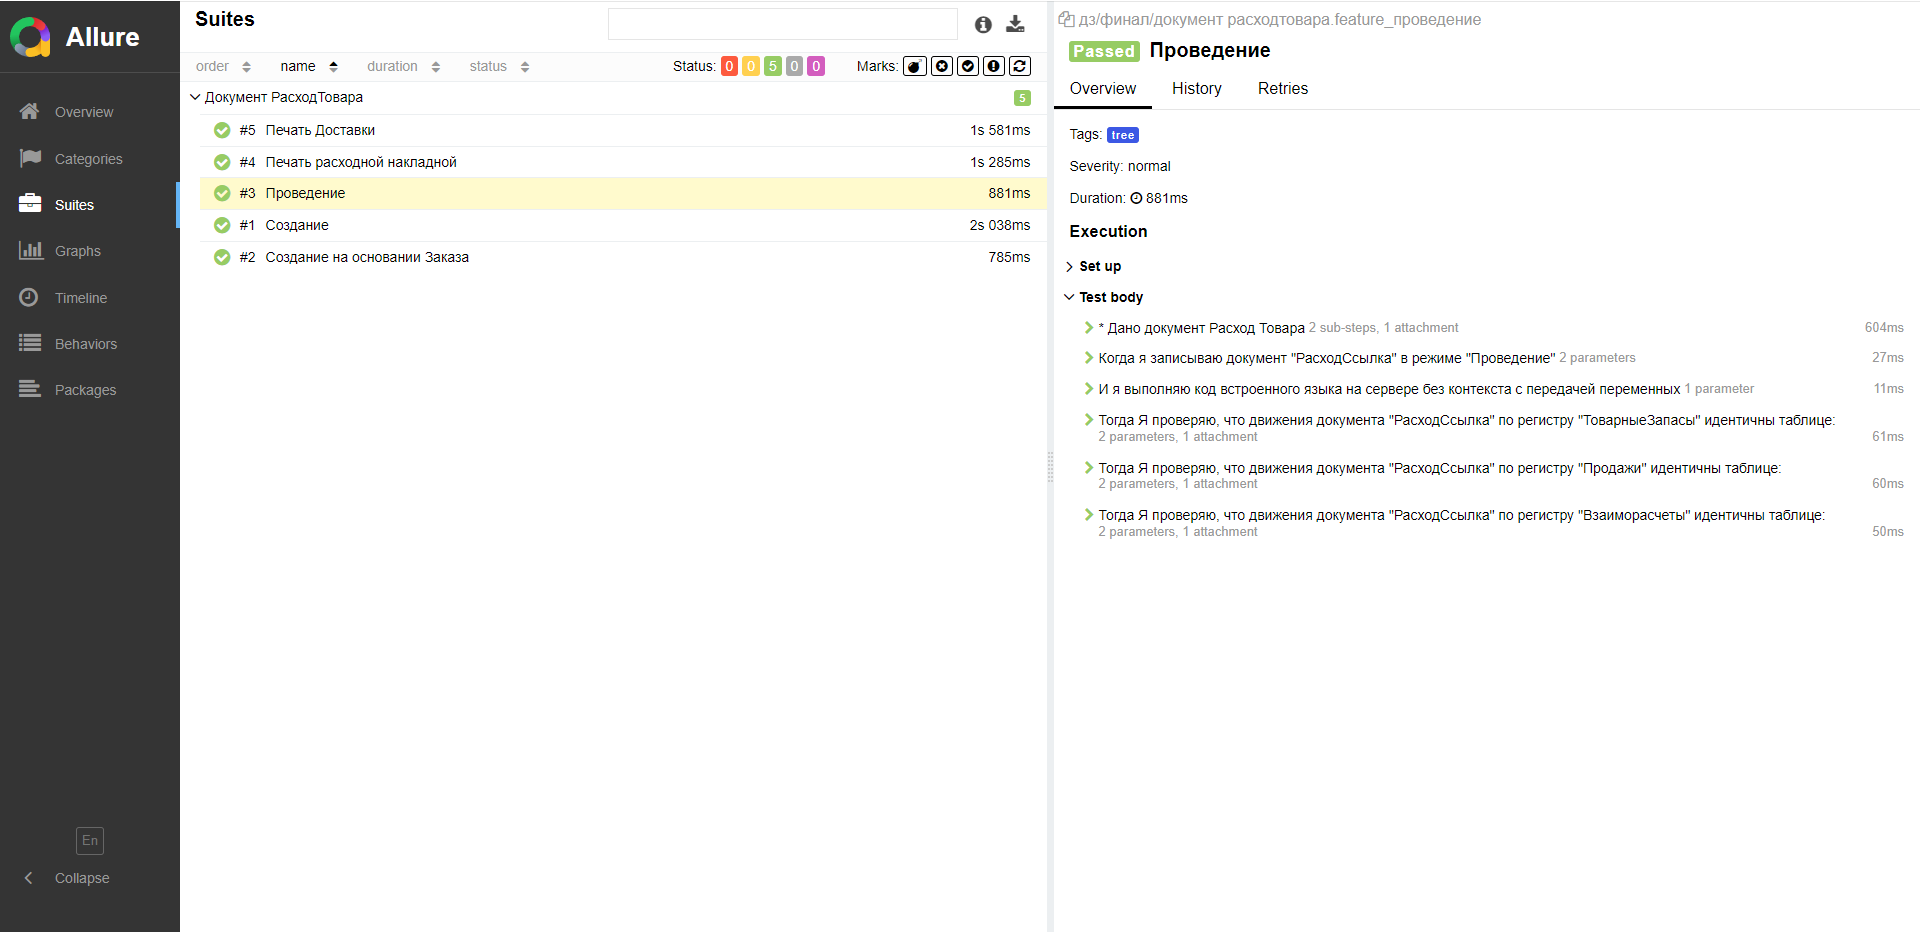 Allure
Overview
Categories
Suites
Graphs
Timeline
Behaviors
Packages
En
Collapse
Suites
order name duration status Status: 0 0 5 0 0 Marks:
Документ РасходТовара 5
#5 Печать Доставки 1s 581ms
#4 Печать расходной накладной 1s 285ms
#3 Проведение 881ms
#1 Создание 2s 038ms
#2 Создание на основании Заказа 785ms
дз/финал/документ расходтовара.feature_проведение
Passed Проведение
Overview History Retries
Tags: tree
Severity: normal
Duration: 881ms
Execution
Set up
Test body
* Дано документ Расход Товара 2 sub-steps, 1 attachment 604ms
Когда я записываю документ "РасходСсылка" в режиме "Проведение" 2 parameters 27ms
И я выполняю код встроенного языка на сервере без контекста с передачей переменных 1 parameter 11ms
Тогда Я проверяю, что движения документа "РасходСсылка" по регистру "ТоварныеЗапасы" идентичны таблице:
2 parameters, 1 attachment 61ms
Тогда Я проверяю, что движения документа "РасходСсылка" по регистру "Продажи" идентичны таблице:
2 parameters, 1 attachment 60ms
Тогда Я проверяю, что движения документа "РасходСсылка" по регистру "Взаиморасчеты" идентичны таблице:
2 parameters, 1 attachment 50ms